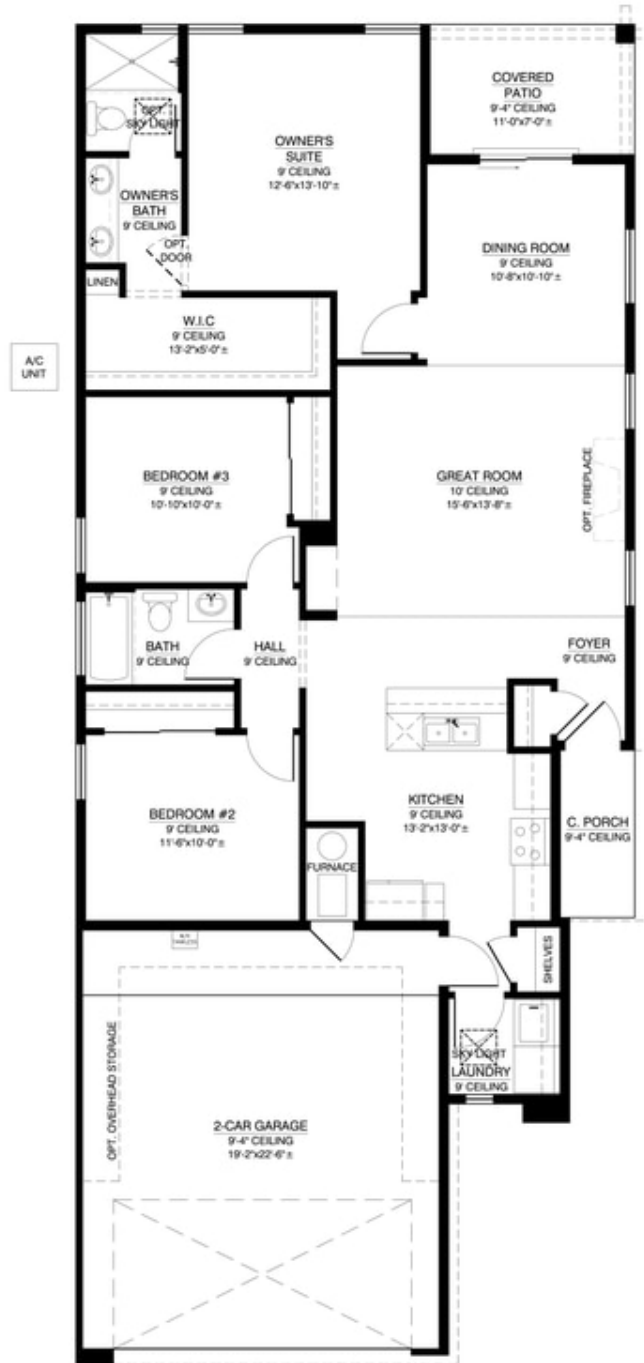 COVERED
PATIO
9'-4" CEILING
11'-0"x7'-0"±
OPT.
SKY LIGHT
OWNER'S
SUITE
9' CEILING
12'-6"x13'-10"±
OWNER'S
BATH
9' CEILING
OPT.
DOOR
DINING ROOM
9' CEILING
10'-8"x10'-10"±
LINEN
W.I.C
9' CEILING
13'-2"x5'-0"±
A/C
UNIT
BEDROOM #3
9' CEILING
10'-10"x10'-0"±
GREAT ROOM
10' CEILING
15'-6"x13'-8"±
OPT. FIREPLACE
BATH
9' CEILING
HALL
9' CEILING
FOYER
9' CEILING
BEDROOM #2
9' CEILING
11'-6"x10'-0"±
KITCHEN
9' CEILING
13'-2"x13'-0"±
C. PORCH
9'-4" CEILING
FURNACE
SHELVES
OPT. OVERHEAD STORAGE
SKY LIGHT
LAUNDRY
9' CEILING
2-CAR GARAGE
9'-4" CEILING
19'-2"x22'-6"±